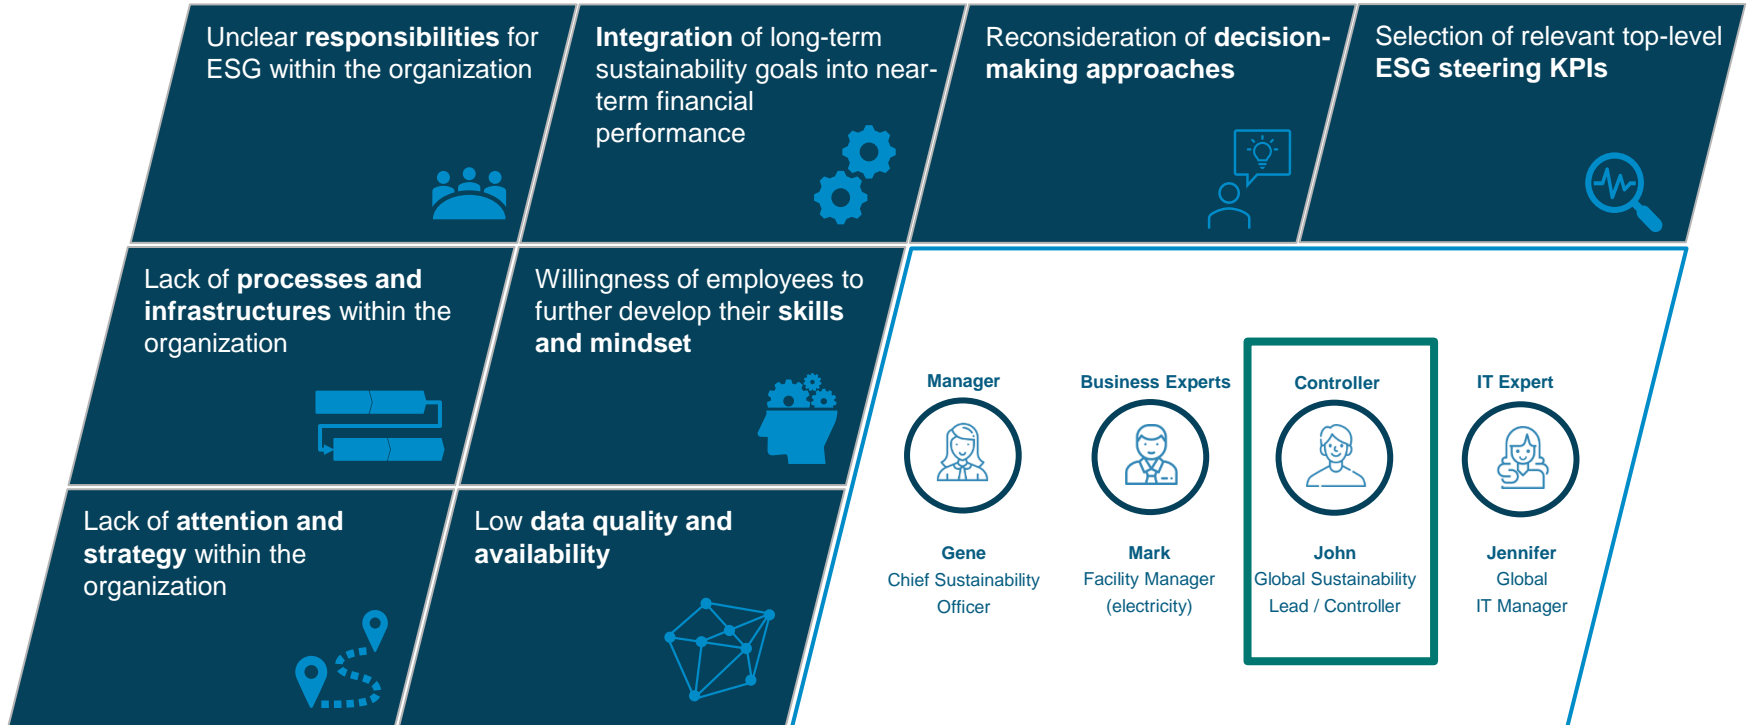 Unclear responsibilities for
ESG within the organization
Integration of long-term
sustainability goals into near-
term financial
performance
Reconsideration of decision-
making approaches
Selection of relevant top-level
ESG steering KPIs
Lack of processes and
infrastructures within the
organization
Willingness of employees to
further develop their skills
and mindset
Lack of attention and
strategy within the
organization
Low data quality and
availability
Manager
Gene
Chief Sustainability
Officer
Business Experts
Mark
Facility Manager
(electricity)
Controller
John
Global Sustainability
Lead / Controller
IT Expert
Jennifer
Global
IT Manager